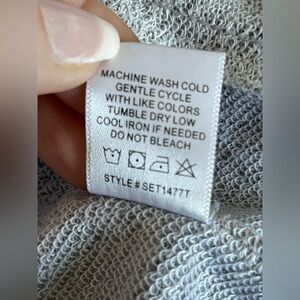 MACHINE WASH COLD
GENTLE CYCLE
WITH LIKE COLORS
TUMBLE DRY LOW
COOL IRON IF NEEDED
DO NOT BLEACH
STYLE # SET1477T